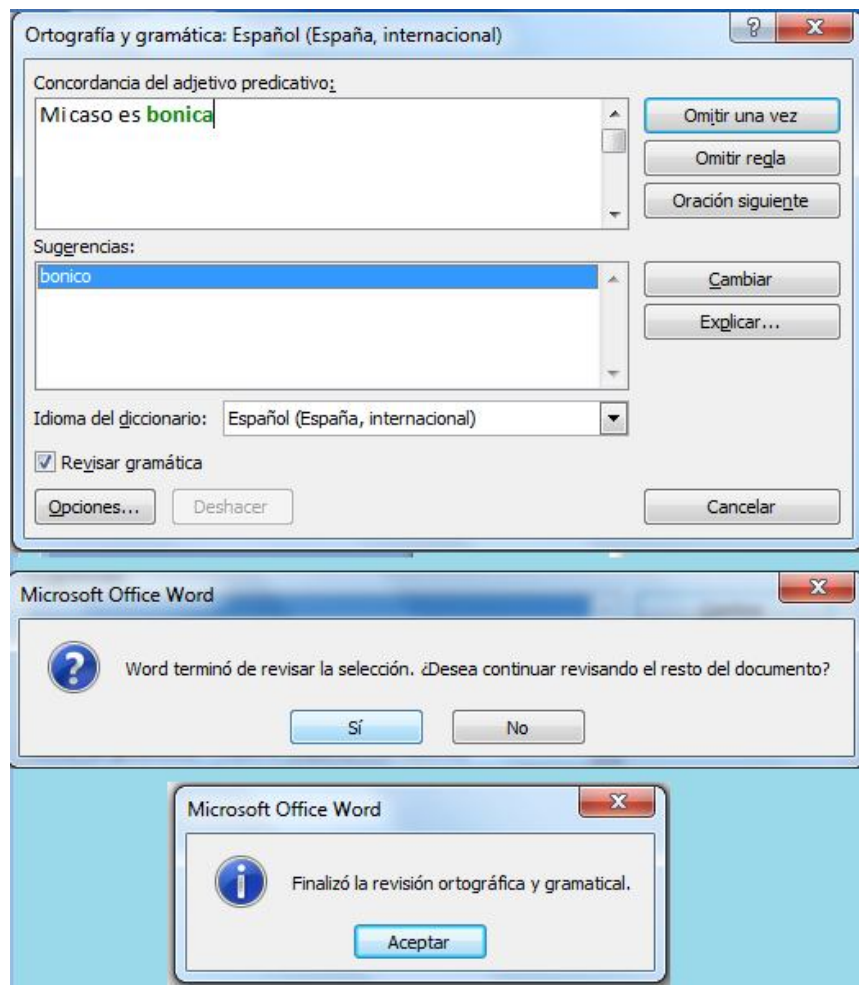 Ortografía y gramática: Español (España, internacional)
Concordancia del adjetivo predicativo:
Mi caso es bonica
Omitir una vez
Omitir regla
Oración siguiente
Sugerencias:
bonico
Cambiar
Explicar...
Idioma del diccionario: Español (España, internacional)
Revisar gramática
Opciones... Deshacer Cancelar
Microsoft Office Word
Word terminó de revisar la selección. ¿Desea continuar revisando el resto del documento?
Sí No
Microsoft Office Word
Finalizó la revisión ortográfica y gramatical.
Aceptar